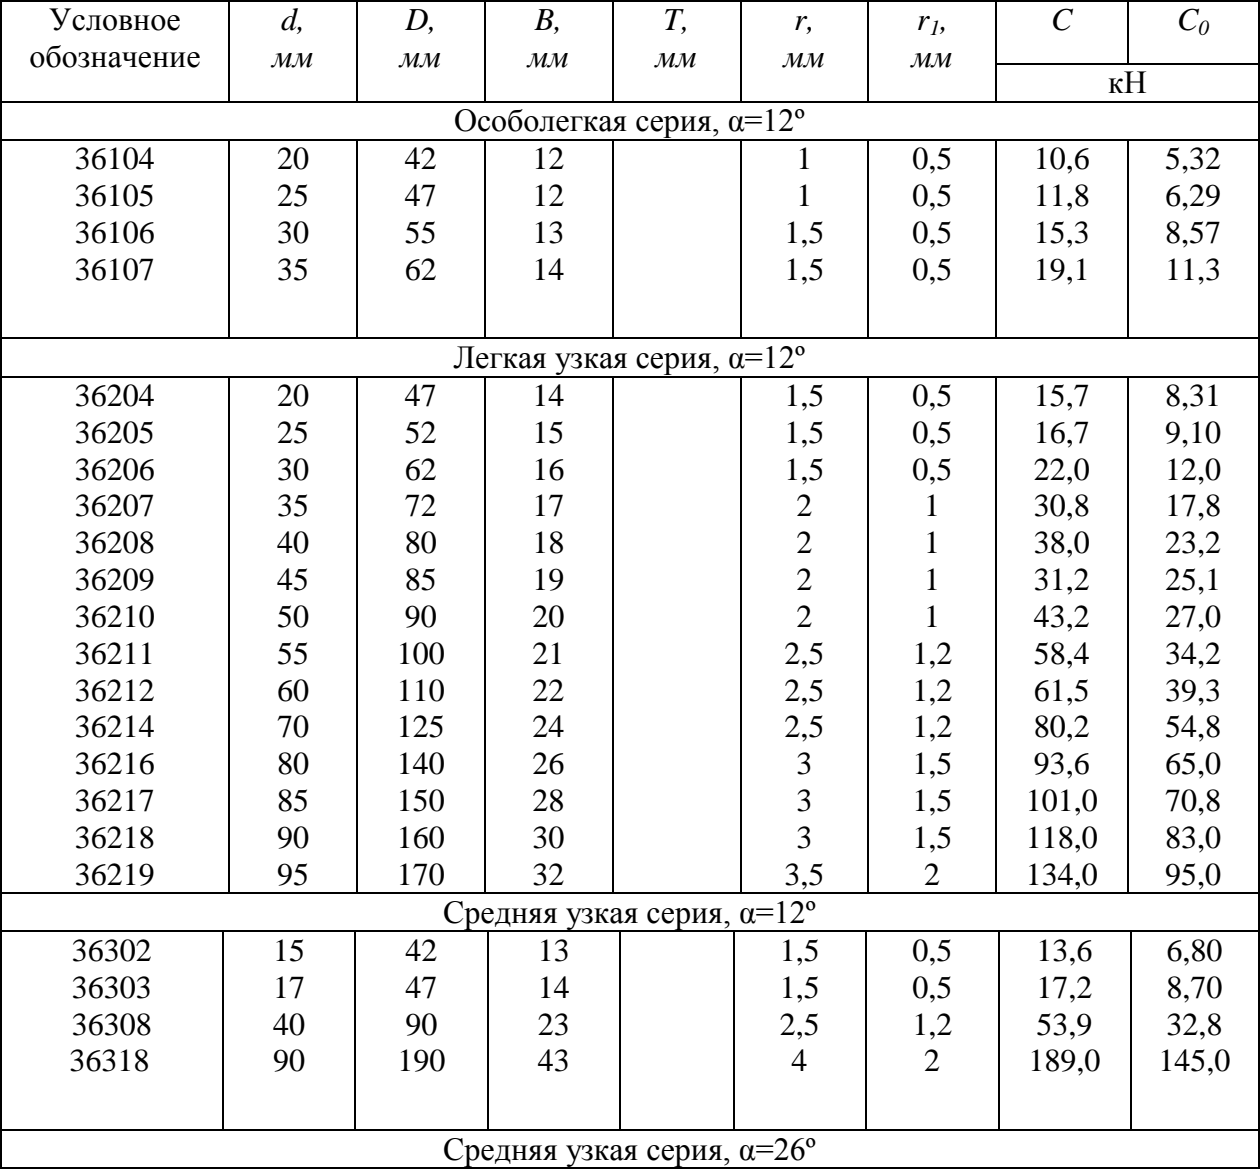 Условное d, D, B, T, r, r1, C C0
обозначение мм мм мм мм мм мм
кН
Особолегкая серия, α=12º
36104 20 42 12 1 0,5 10,6 5,32
36105 25 47 12 1 0,5 11,8 6,29
36106 30 55 13 1,5 0,5 15,3 8,57
36107 35 62 14 1,5 0,5 19,1 11,3
Легкая узкая серия, α=12º
36204 20 47 14 1,5 0,5 15,7 8,31
36205 25 52 15 1,5 0,5 16,7 9,10
36206 30 62 16 1,5 0,5 22,0 12,0
36207 35 72 17 2 1 30,8 17,8
36208 40 80 18 2 1 38,0 23,2
36209 45 85 19 2 1 31,2 25,1
36210 50 90 20 2 1 43,2 27,0
36211 55 100 21 2,5 1,2 58,4 34,2
36212 60 110 22 2,5 1,2 61,5 39,3
36214 70 125 24 2,5 1,2 80,2 54,8
36216 80 140 26 3 1,5 93,6 65,0
36217 85 150 28 3 1,5 101,0 70,8
36218 90 160 30 3 1,5 118,0 83,0
36219 95 170 32 3,5 2 134,0 95,0
Средняя узкая серия, α=12º
36302 15 42 13 1,5 0,5 13,6 6,80
36303 17 47 14 1,5 0,5 17,2 8,70
36308 40 90 23 2,5 1,2 53,9 32,8
36318 90 190 43 4 2 189,0 145,0
Средняя узкая серия, α=26º